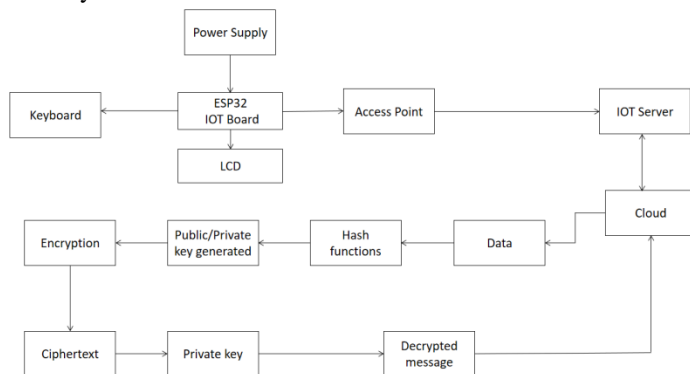 Power Supply
Keyboard
ESP32
IOT Board
Access Point
IOT Server
LCD
Cloud
Encryption
Public/Private
key generated
Hash
functions
Data
Ciphertext
Private key
Decrypted
message